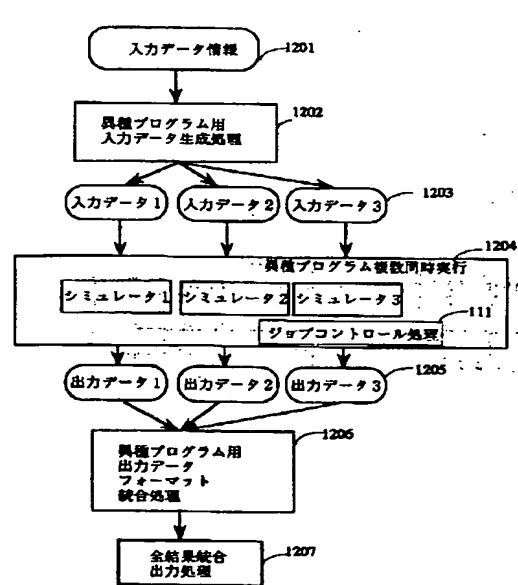 入力データ情報
1201
1202
異種プログラム用
入力データ生成処理
入力データ1
入力データ2
入力データ3
1203
1204
異種プログラム複数同時実行
シミュレータ1
シミュレータ2
シミュレータ3
111
ジョブコントロール処理
出力データ1
出力データ2
出力データ3
1205
1206
異種プログラム用
出力データ
フォーマット
統合処理
全結果統合
出力処理
1207